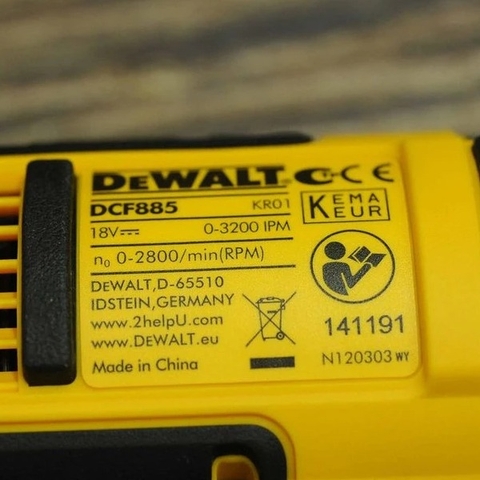 DEWALT CE
DCF885 KR01
KEMA KEUR
18V 0-3200 IPM
n0 0-2800/min(RPM)
DEWALT,D-65510
IDSTEIN,GERMANY
www.2helpU.com
www.DEWALT.eu
141191
Made in China
N120303 WY